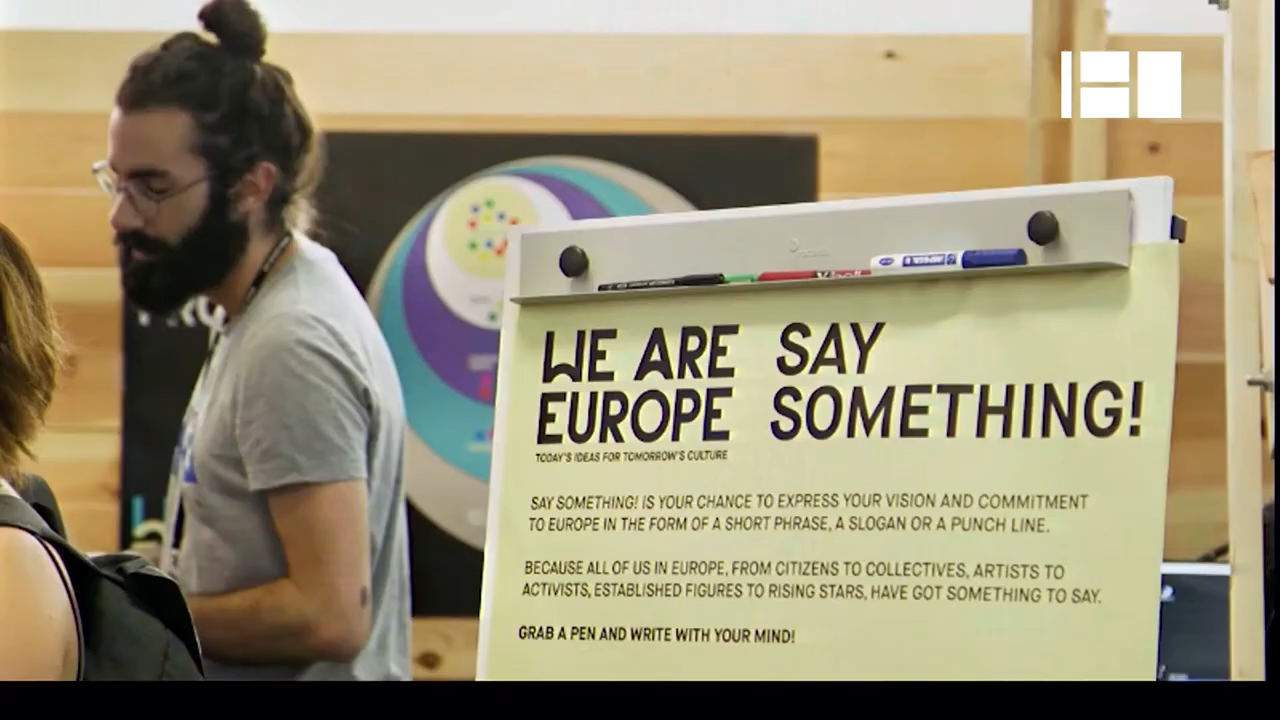 WE ARE EUROPE
TODAY'S IDEAS FOR TOMORROW'S CULTURE
SAY SOMETHING!
SAY SOMETHING! IS YOUR CHANCE TO EXPRESS YOUR VISION AND COMMITMENT
TO EUROPE IN THE FORM OF A SHORT PHRASE, A SLOGAN OR A PUNCH LINE.
BECAUSE ALL OF US IN EUROPE, FROM CITIZENS TO COLLECTIVES, ARTISTS TO
ACTIVISTS, ESTABLISHED FIGURES TO RISING STARS, HAVE GOT SOMETHING TO SAY.
GRAB A PEN AND WRITE WITH YOUR MIND!